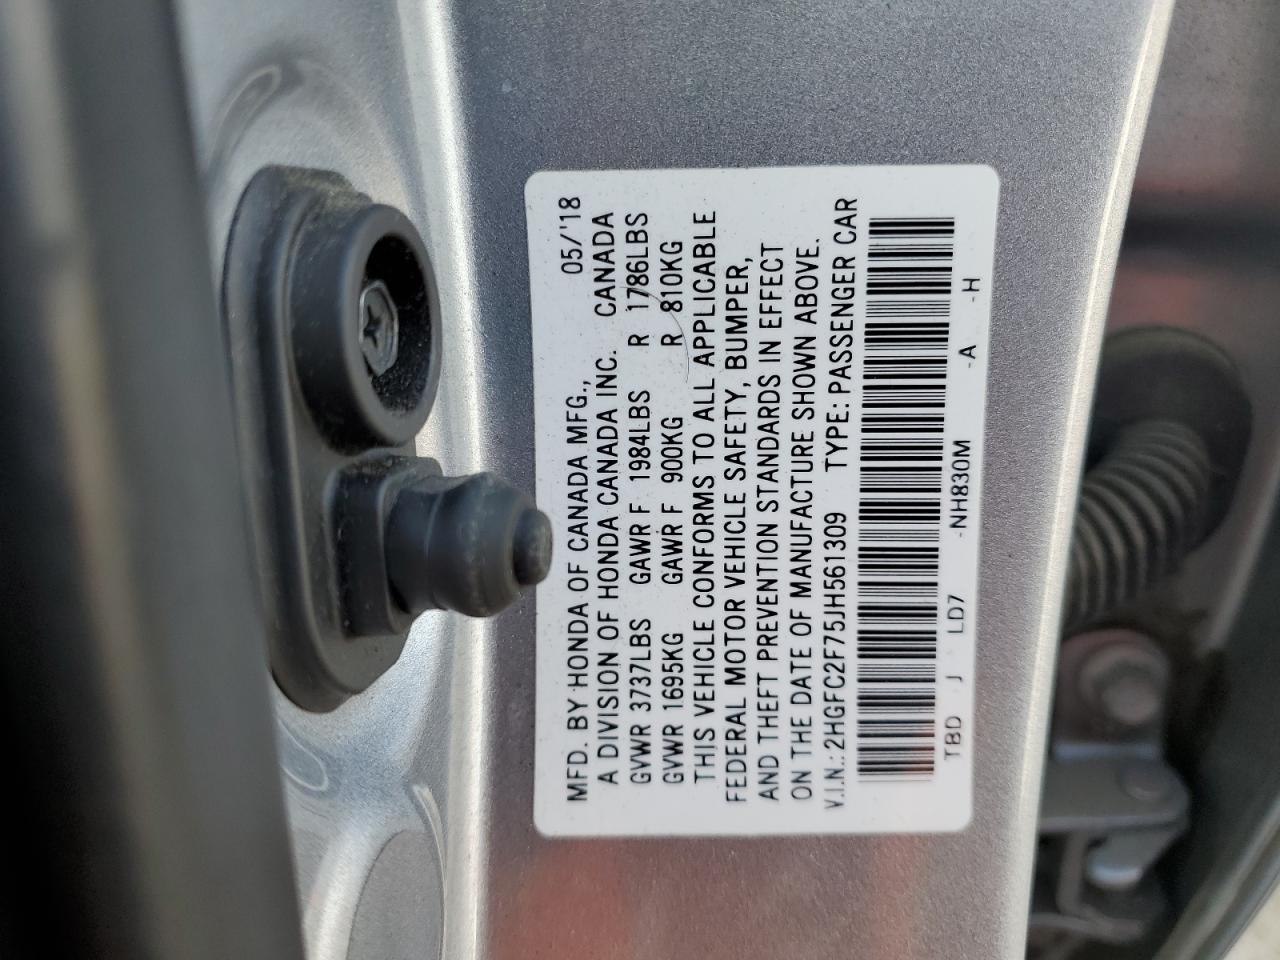 MFD. BY HONDA OF CANADA MFG., 05/'18
A DIVISION OF HONDA CANADA INC. CANADA
GVWR 3737LBS GAWR F 1984LBS R 1786LBS
GVWR 1695KG GAWR F 900KG R 810KG
THIS VEHICLE CONFORMS TO ALL APPLICABLE
FEDERAL MOTOR VEHICLE SAFETY, BUMPER,
AND THEFT PREVENTION STANDARDS IN EFFECT
ON THE DATE OF MANUFACTURE SHOWN ABOVE.
V.I.N.: 2HGFC2F75JH561309 TYPE: PASSENGER CAR
TBD -J LD7 -NH830M -A -H